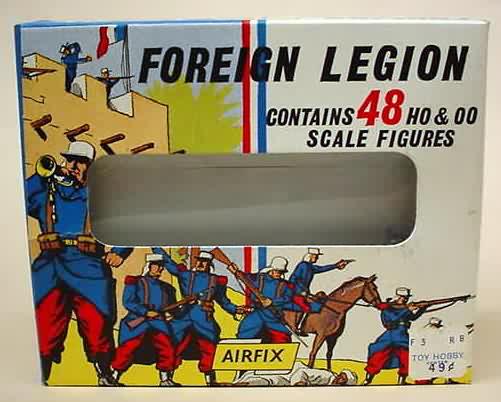 FOREIGN LEGION
CONTAINS 48 HO & OO
SCALE FIGURES
AIRFIX
F3 RB
TOY HOBBY
49¢